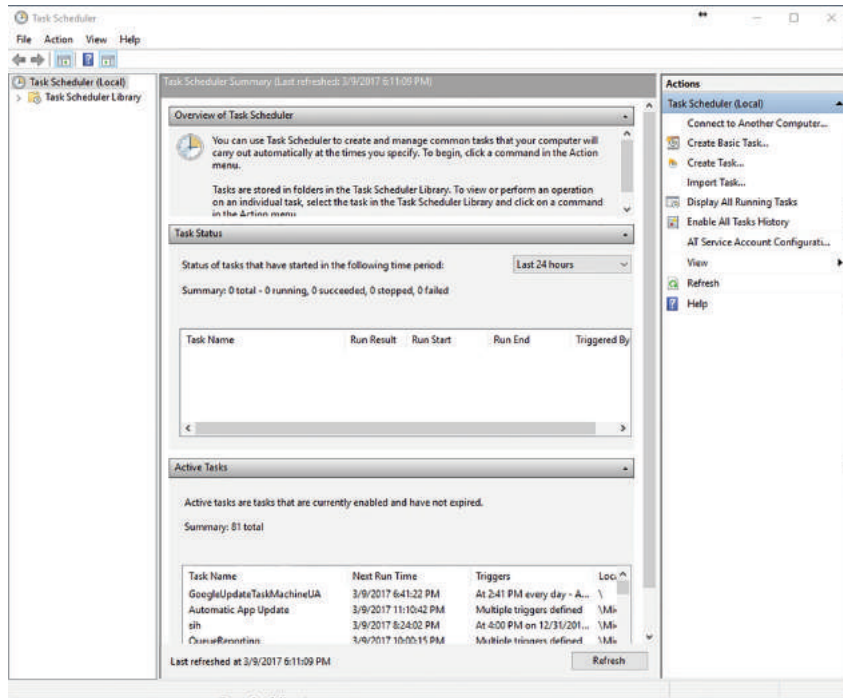 Task Scheduler
File Action View Help
Task Scheduler (Local)
Task Scheduler Library
Task Scheduler Summary (Last refreshed: 3/9/2017 6:11:09 PM)
Overview of Task Scheduler
You can use Task Scheduler to create and manage common tasks that your computer will
carry out automatically at the times you specify. To begin, click a command in the Action
menu.
Tasks are stored in folders in the Task Scheduler Library. To view or perform an operation
on an individual task, select the task in the Task Scheduler Library and click on a command
in the Action menu
Task Status
Status of tasks that have started in the following time period:
Last 24 hours
Summary: 0 total - 0 running, 0 succeeded, 0 stopped, 0 failed
Task Name Run Result Run Start Run End Triggered By
Active Tasks
Active tasks are tasks that are currently enabled and have not expired.
Summary: 81 total
Task Name Next Run Time Triggers Loc
GoogleUpdateTaskMachineUA 3/9/2017 6:41:22 PM At 2:41 PM every day - A... \
Automatic App Update 3/9/2017 11:10:42 PM Multiple triggers defined \Mi
sih 3/9/2017 8:24:02 PM At 4:00 PM on 12/31/201... \Mi
QueueReporting 3/9/2017 10:00:15 PM Multiple triggers defined \Mi
Last refreshed at 3/9/2017 6:11:09 PM
Refresh
Actions
Task Scheduler (Local)
Connect to Another Computer...
Create Basic Task...
Create Task...
Import Task...
Display All Running Tasks
Enable All Tasks History
AT Service Account Configurati...
View
Refresh
Help